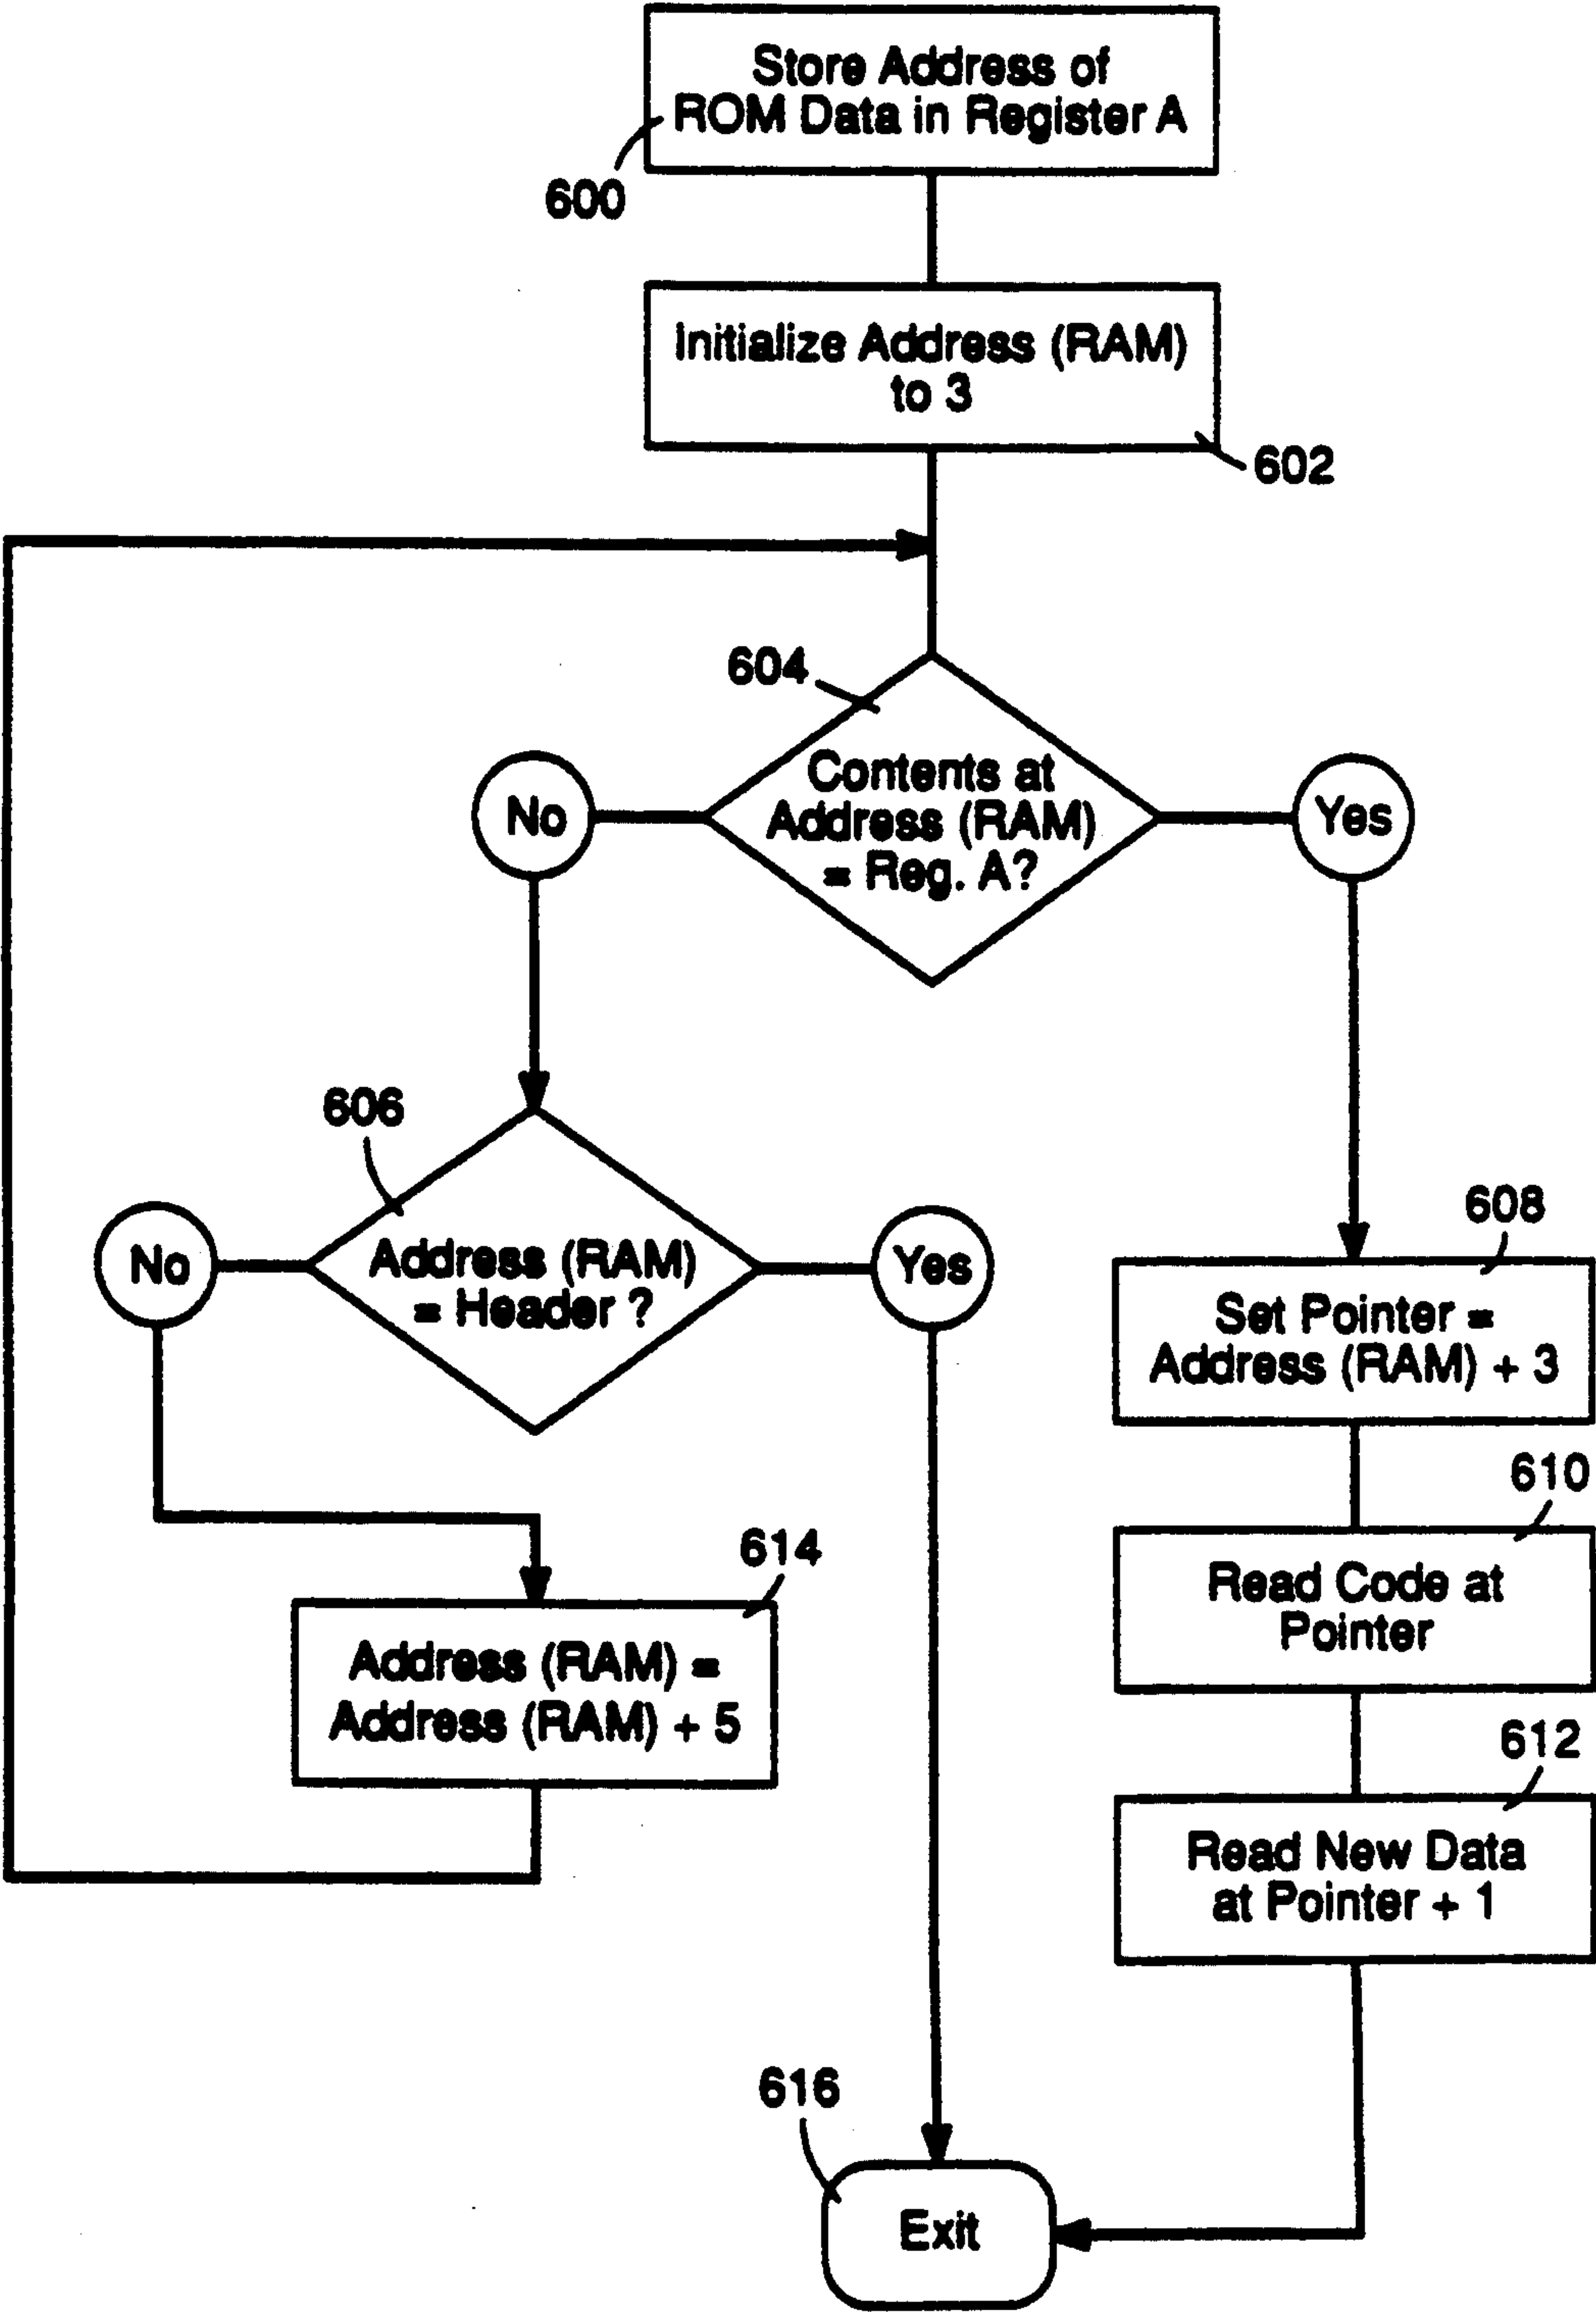 Store Address of
ROM Data in Register A
600
Initialize Address (RAM)
to 3
602
604
Contents at
Address (RAM)
= Reg. A?
No
Yes
606
Address (RAM)
= Header ?
No
Yes
608
Set Pointer =
Address (RAM) + 3
610
Read Code at
Pointer
614
Address (RAM) =
Address (RAM) + 5
612
Read New Data
at Pointer + 1
616
Exit